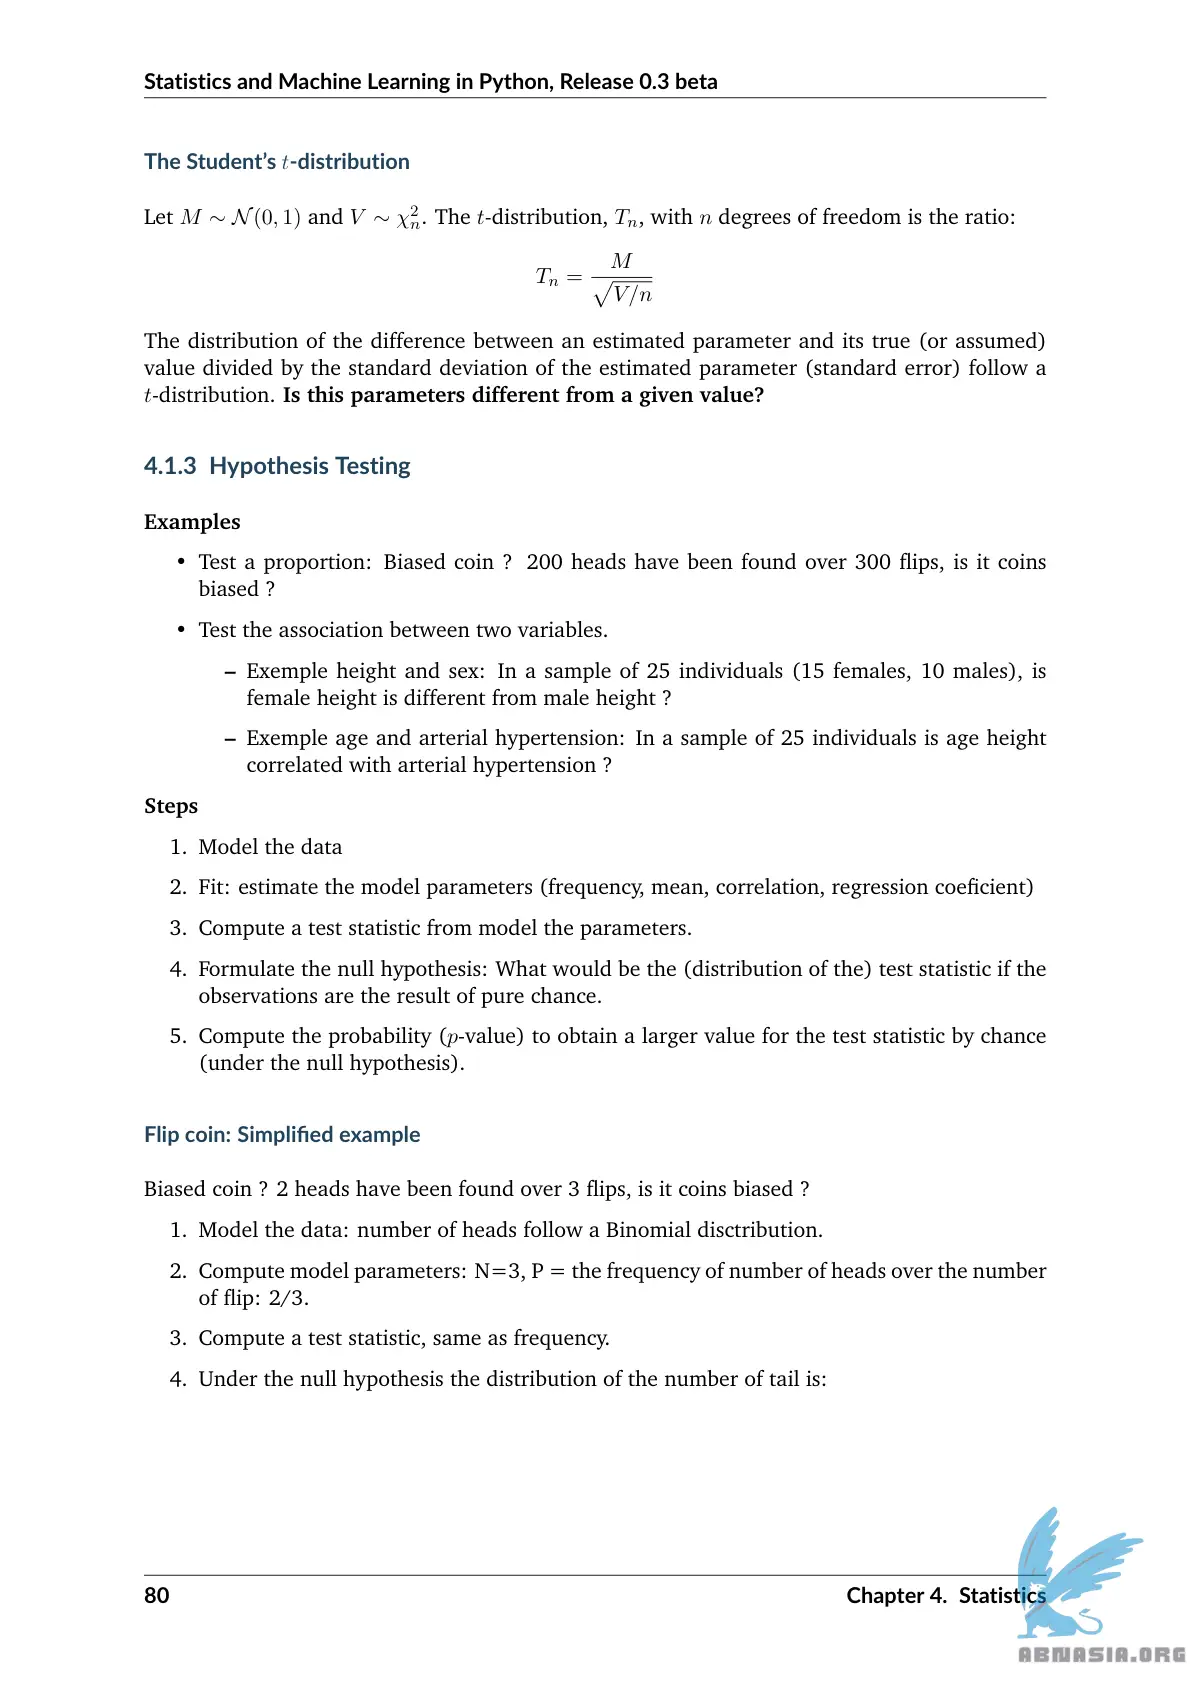 Statistics and Machine Learning in Python, Release 0.3 beta
The Student’s t-distribution
Let M ∼ N(0, 1) and V ∼ χ²ₙ. The t-distribution, Tₙ, with n degrees of freedom is the ratio:
Tₙ = M / √(V/n)
The distribution of the difference between an estimated parameter and its true (or assumed)
value divided by the standard deviation of the estimated parameter (standard error) follow a
t-distribution. Is this parameters different from a given value?
4.1.3 Hypothesis Testing
Examples
• Test a proportion: Biased coin ? 200 heads have been found over 300 flips, is it coins
biased ?
• Test the association between two variables.
– Exemple height and sex: In a sample of 25 individuals (15 females, 10 males), is
female height is different from male height ?
– Exemple age and arterial hypertension: In a sample of 25 individuals is age height
correlated with arterial hypertension ?
Steps
1. Model the data
2. Fit: estimate the model parameters (frequency, mean, correlation, regression coeficient)
3. Compute a test statistic from model the parameters.
4. Formulate the null hypothesis: What would be the (distribution of the) test statistic if the
observations are the result of pure chance.
5. Compute the probability (p-value) to obtain a larger value for the test statistic by chance
(under the null hypothesis).
Flip coin: Simplified example
Biased coin ? 2 heads have been found over 3 flips, is it coins biased ?
1. Model the data: number of heads follow a Binomial disctribution.
2. Compute model parameters: N=3, P = the frequency of number of heads over the number
of flip: 2/3.
3. Compute a test statistic, same as frequency.
4. Under the null hypothesis the distribution of the number of tail is:
80 Chapter 4. Statistics
ABNASIA.ORG